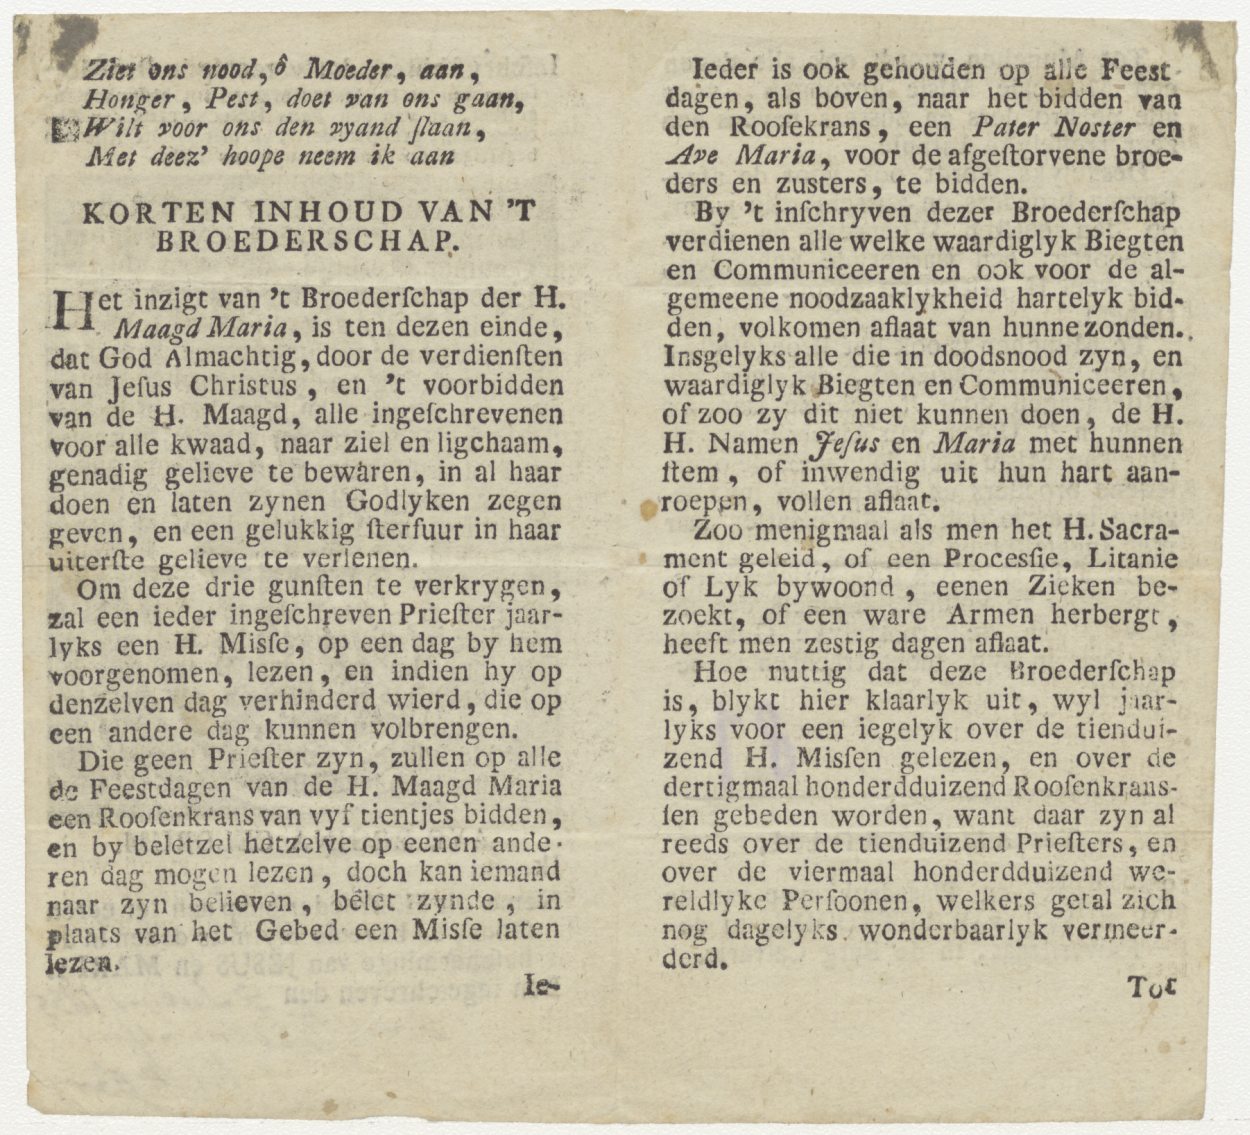 Ziet ons nood, ô Moeder, aan,
Honger, Pest, doet van ons gaan,
Wilt voor ons den vyand ſlaan,
Met deez' hoope neem ik aan
KORTEN INHOUD VAN 'T
BROEDERSCHAP.
Het inzigt van 't Broederſchap der H.
Maagd Maria, is ten dezen einde,
dat God Almachtig, door de verdienſten
van Jeſus Christus, en 't voorbidden
van de H. Maagd, alle ingeſchrevenen
voor alle kwaad, naar ziel en ligchaam,
genadig gelieve te bewaren, in al haar
doen en laten zynen Godlyken zegen
geven, en een gelukkig ſterfuur in haar
uiterſte gelieve te verlenen.
Om deze drie gunſten te verkrygen,
zal een ieder ingeſchreven Prieſter jaar-
lyks een H. Misſe, op een dag by hem
voorgenomen, lezen, en indien hy op
denzelven dag verhinderd wierd, die op
een andere dag kunnen volbrengen.
Die geen Prieſter zyn, zullen op alle
de Feestdagen van de H. Maagd Maria
een Rooſenkrans van vyf tientjes bidden,
en by beletzel hetzelve op eenen ande-
ren dag mogen lezen, doch kan iemand
naar zyn believen, belet zynde, in
plaats van het Gebed een Misſe laten
lezen.
Ie-
Ieder is ook gehouden op alle Feest
dagen, als boven, naar het bidden van
den Rooſekrans, een Pater Noster en
Ave Maria, voor de afgeſtorvene broe-
ders en zusters, te bidden.
By 't inſchryven dezer Broederſchap
verdienen alle welke waardiglyk Biegten
en Communiceeren en ook voor de al-
gemeene noodzaaklykheid hartelyk bid-
den, volkomen aflaat van hunne zonden.
Insgelyks alle die in doodsnood zyn, en
waardiglyk Biegten en Communiceeren,
of zoo zy dit niet kunnen doen, de H.
H. Namen Jeſus en Maria met hunnen
ſtem, of inwendig uit hun hart aan-
roepen, vollen aflaat.
Zoo menigmaal als men het H. Sacra-
ment geleid, of een Procesſie, Litanie
of Lyk bywoond, eenen Zieken be-
zoekt, of een ware Armen herbergt,
heeft men zestig dagen aflaat.
Hoe nuttig dat deze Broederſchap
is, blykt hier klaarlyk uit, wyl jaar-
lyks voor een iegelyk over de tiendui-
zend H. Misſen gelezen, en over de
dertigmaal honderdduizend Rooſenkrans-
ſen gebeden worden, want daar zyn al
reeds over de tienduizend Prieſters, en
over de viermaal honderdduizend we-
reldlyke Perſoonen, welkers getal zich
nog dagelyks wonderbaarlyk vermeer-
derd.
Tot